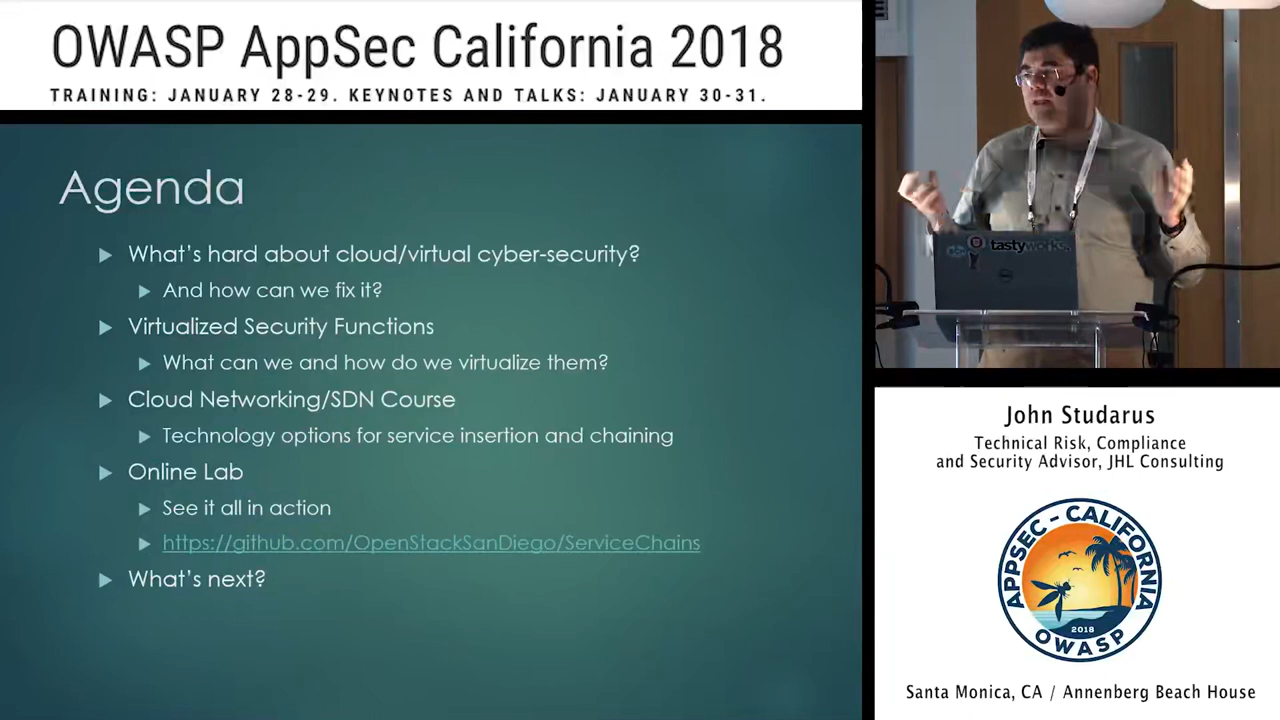 OWASP AppSec California 2018
TRAINING: JANUARY 28-29. KEYNOTES AND TALKS: JANUARY 30-31.
Agenda
What's hard about cloud/virtual cyber-security?
And how can we fix it?
Virtualized Security Functions
What can we and how do we virtualize them?
Cloud Networking/SDN Course
Technology options for service insertion and chaining
Online Lab
See it all in action
https://github.com/OpenStackSanDiego/ServiceChains
What's next?
tastyworks.
John Studarus
Technical Risk, Compliance
and Security Advisor, JHL Consulting
APPSEC - CALIFORNIA
2018
OWASP
Santa Monica, CA / Annenberg Beach House